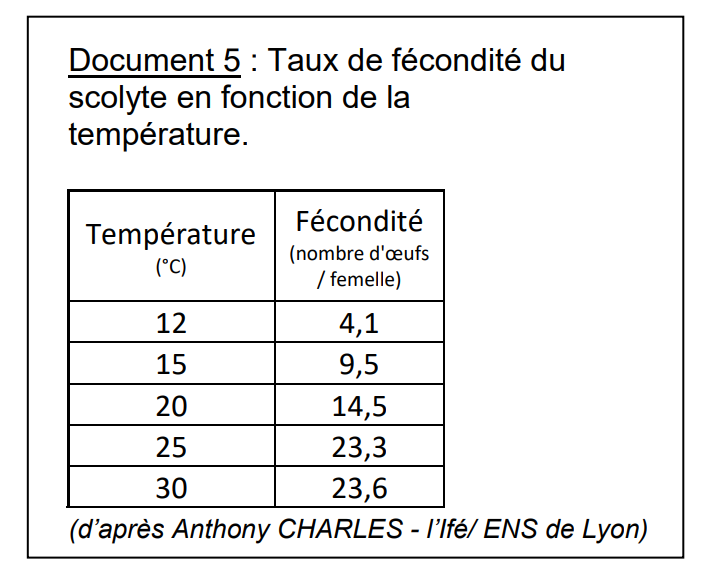 Document 5 : Taux de fécondité du
scolyte en fonction de la
température.
Température
(°C)
Fécondité
(nombre d'œufs
/ femelle)
12 4,1
15 9,5
20 14,5
25 23,3
30 23,6
(d’après Anthony CHARLES - l’Ifé/ ENS de Lyon)